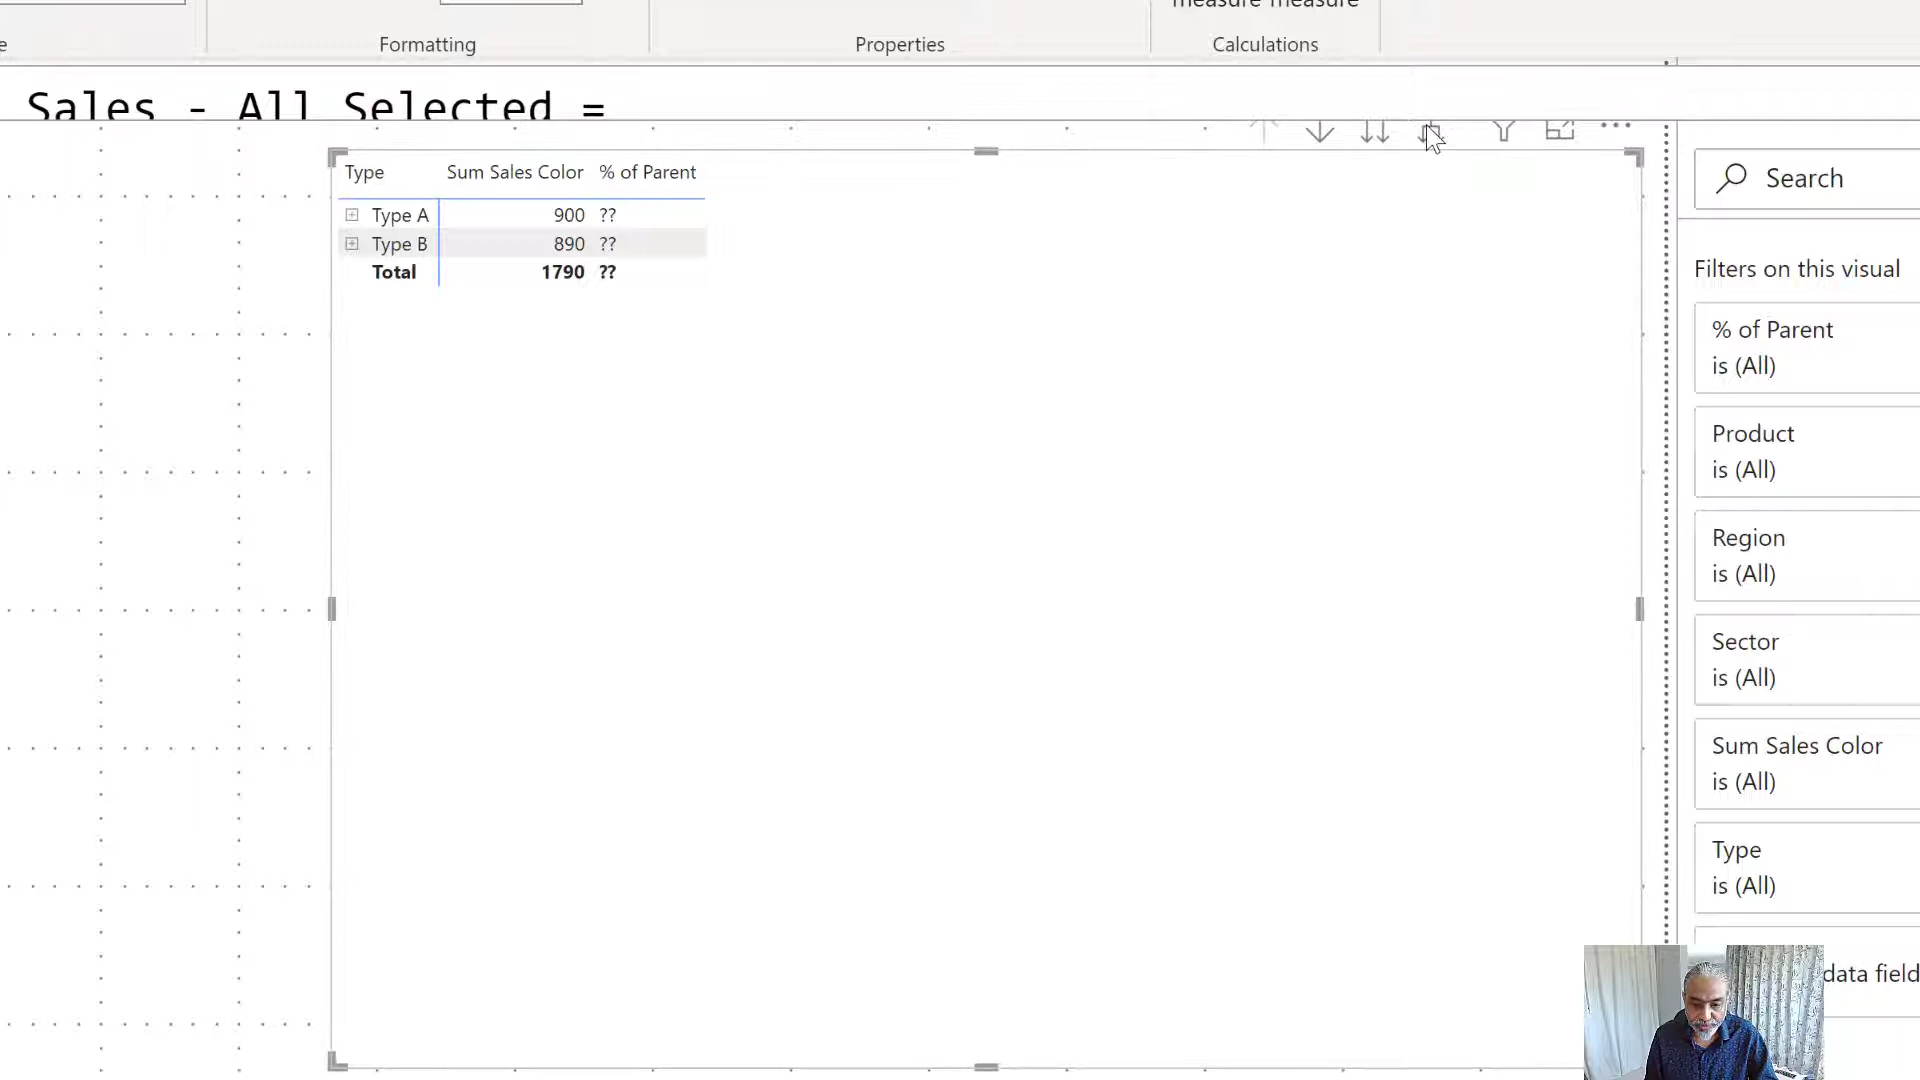 measure measure
e
Formatting
Properties
Calculations
Sales - All Selected =
Type Sum Sales Color % of Parent
Type A 900 ??
Type B 890 ??
Total 1790 ??
Search
Filters on this visual
% of Parent
is (All)
Product
is (All)
Region
is (All)
Sector
is (All)
Sum Sales Color
is (All)
Type
is (All)
data field